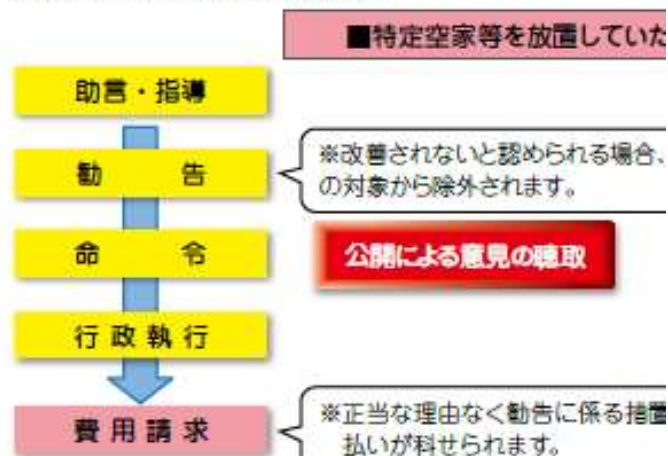 ■特定空家等を放置していた
助言・指導
勧　告
※改善されないと認められる場合、
の対象から除外されます。
命　令
公開による意見の聴取
行政執行
費用請求
※正当な理由なく勧告に係る措置
払いが科せられます。